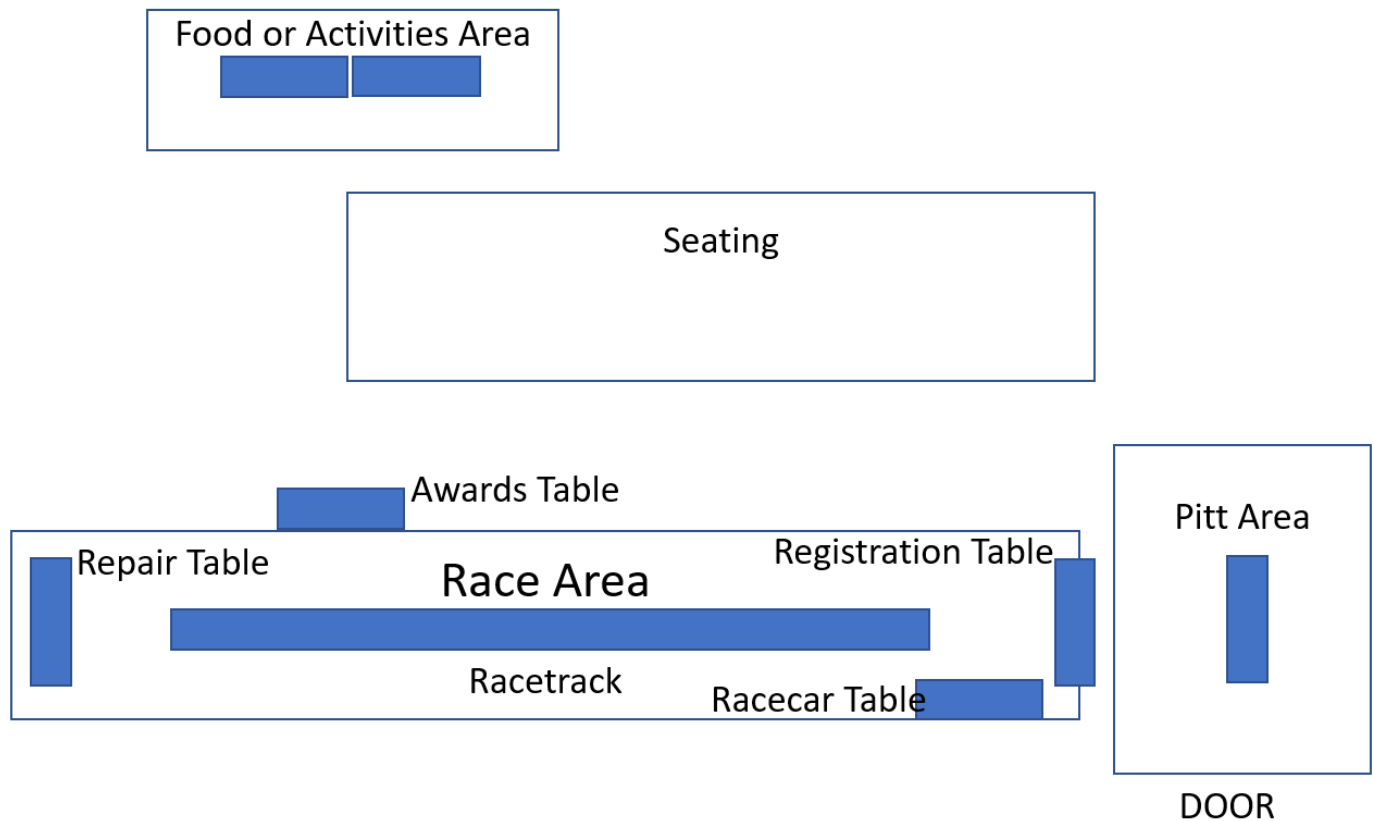 Food or Activities Area
Seating
Awards Table
Pitt Area
Repair Table
Registration Table
Race Area
Racetrack
Racecar Table
DOOR